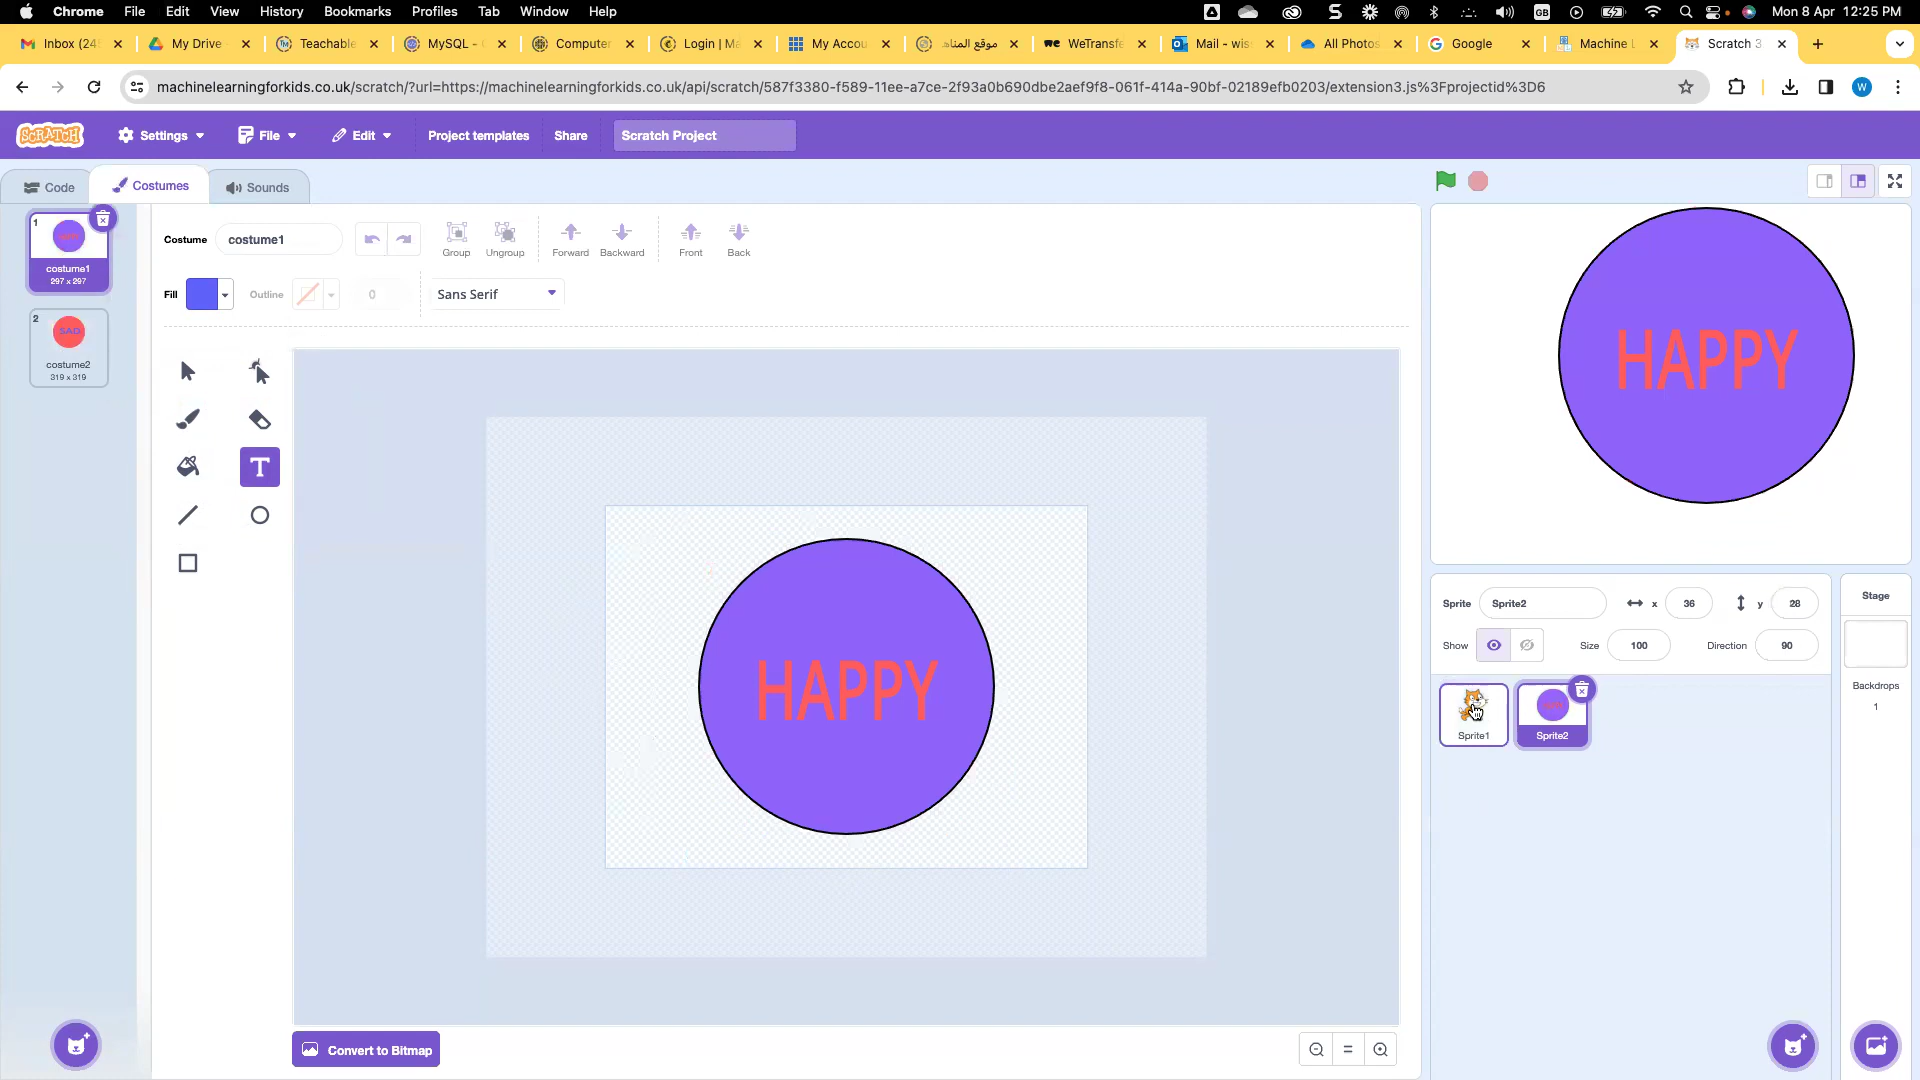 Chrome File Edit View History Bookmarks Profiles Tab Window Help
Mon 8 Apr 12:25 PM
Inbox (24
My Drive -
Teachable
MySQL -
Computer
Login | M
My Accou
موقع المناه
WeTransfe
Mail - wis
All Photos
Google
Machine L
Scratch 3
machinelearningforkids.co.uk/scratch/?url=https://machinelearningforkids.co.uk/api/scratch/587f3380-f589-11ee-a7ce-2f93a0b690dbe2aef9f8-061f-414a-90bf-02189efb0203/extension3.js%3Fprojectid%3D6
W
SCRATCH
Settings
File
Edit
Project templates
Share
Scratch Project
Code
Costumes
Sounds
1
costume1
297 x 297
2
SAD
costume2
319 x 319
Costume
costume1
Group
Ungroup
Forward
Backward
Front
Back
Fill
Outline
0
Sans Serif
T
HAPPY
Convert to Bitmap
HAPPY
Sprite
Sprite2
x
36
y
28
Show
Size
100
Direction
90
Sprite1
Sprite2
Stage
Backdrops
1